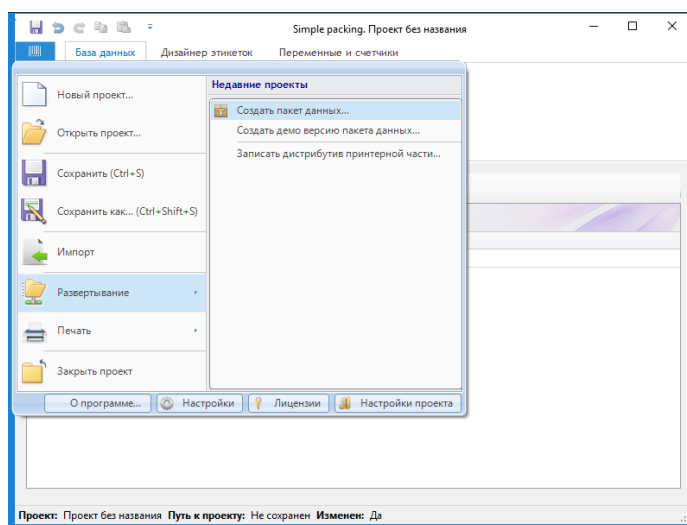 Simple packing. Проект без названия
База данных Дизайнер этикеток Переменные и счетчики
Новый проект...
Открыть проект...
Сохранить (Ctrl+S)
Сохранить как... (Ctrl+Shift+S)
Импорт
Развертывание
Печать
Закрыть проект
Недавние проекты
Создать пакет данных...
Создать демо версию пакета данных...
Записать дистрибутив принтерной части...
О программе... Настройки Лицензии Настройки проекта
Проект: Проект без названия Путь к проекту: Не сохранен Изменен: Да